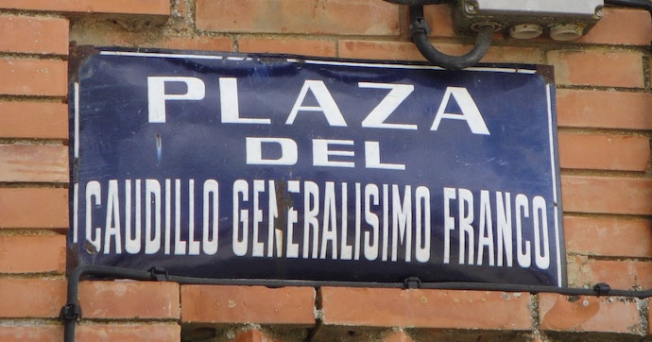 PLAZA
DEL
CAUDILLO GENERALISIMO FRANCO